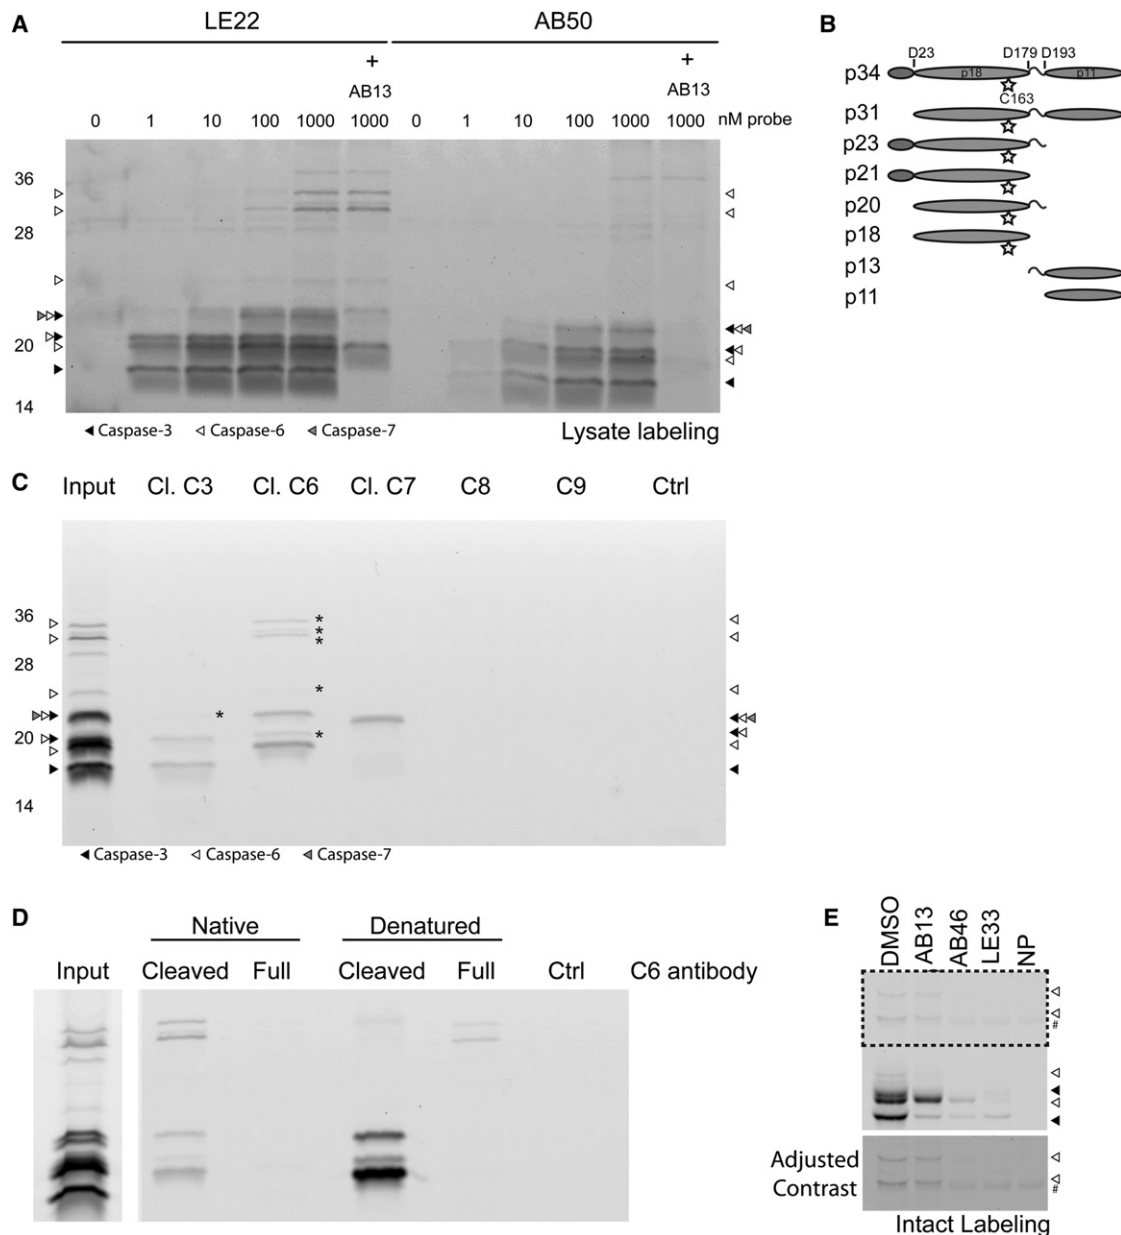 A
LE22
AB50
+
+
AB13
AB13
0 1 10 100 1000 1000 0 1 10 100 1000 1000 nM probe
36
28
20
14
Caspase-3 Caspase-6 Caspase-7
Lysate labeling
B
D23 D179 D193
p34
p18 p11
C163
p31
p23
p21
p20
p18
p13
p11
C
Input Cl. C3 Cl. C6 Cl. C7 C8 C9 Ctrl
36
*
*
*
28
*
*
20
*
14
Caspase-3 Caspase-6 Caspase-7
D
Native Denatured
Input Cleaved Full Cleaved Full Ctrl C6 antibody
E
DMSO
AB13
AB46
LE33
NP
#
Adjusted
Contrast
#
Intact Labeling